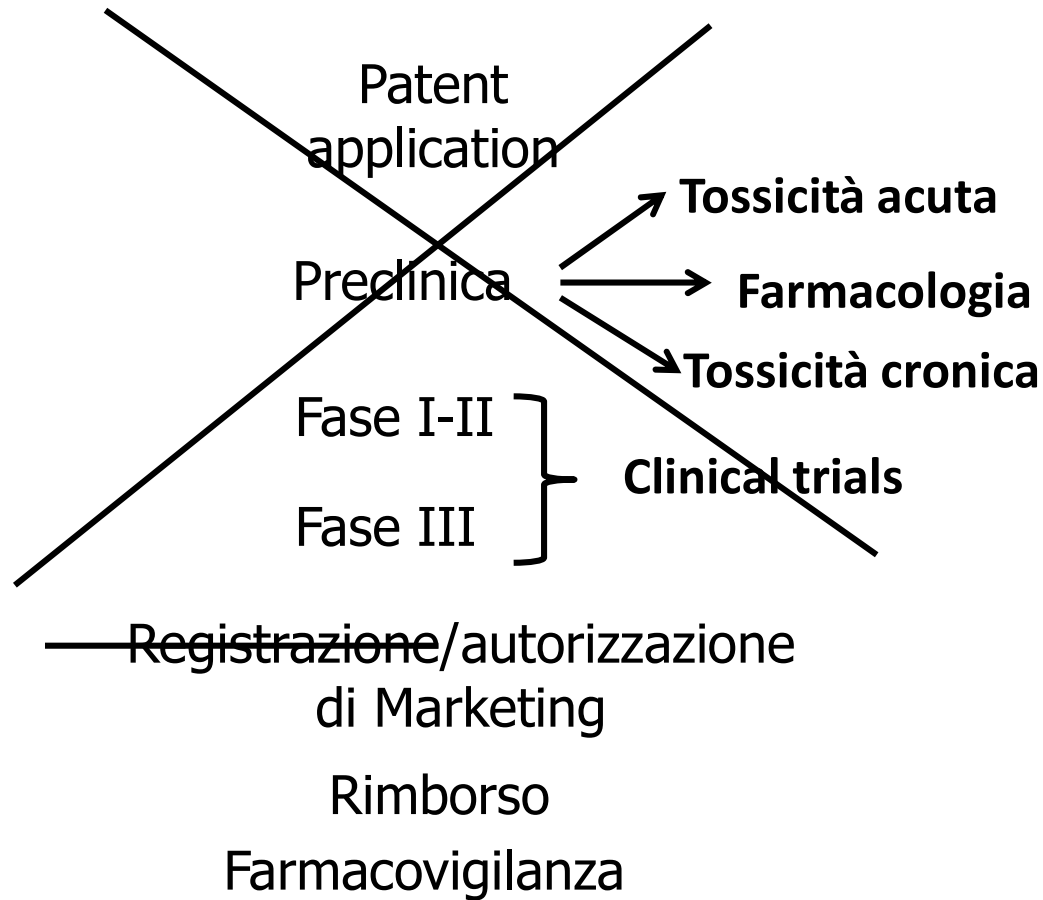 Patent
application
Tossicità acuta
Preclinica
Farmacologia
Tossicità cronica
Fase I-II
Clinical trials
Fase III
Registrazione/autorizzazione
di Marketing
Rimborso
Farmacovigilanza